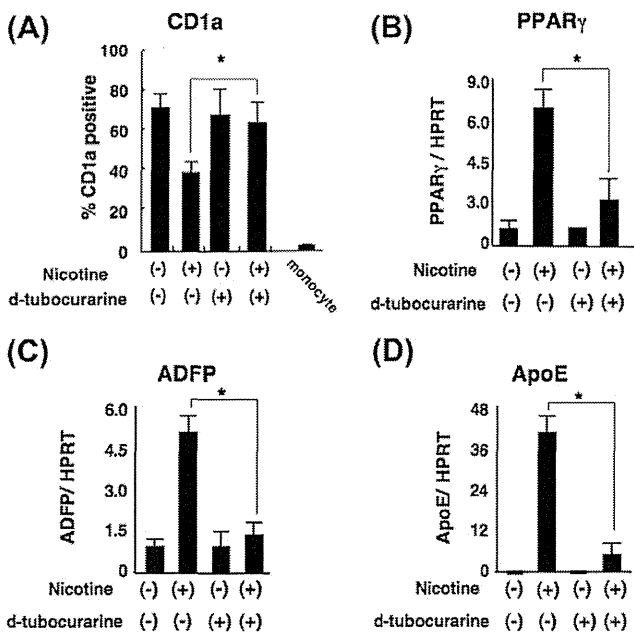 (A)
CD1a
*
100
80
60
40
20
0
% CD1a positive
Nicotine (-) (+) (-) (+)
d-tubocurarine (-) (-) (+) (+)
monocyte
(B)
PPARγ
*
9.0
6.0
4.5
3.0
0
PPARγ/ HPRT
Nicotine (-) (+) (-) (+)
d-tubocurarine (-) (-) (+) (+)
(C)
ADFP
*
6.0
4.5
3.0
1.5
0
ADFP/ HPRT
Nicotine (-) (+) (-) (+)
d-tubocurarine (-) (-) (+) (+)
(D)
ApoE
*
48
36
24
12
0
ApoE/ HPRT
Nicotine (-) (+) (-) (+)
d-tubocurarine (-) (-) (+) (+)